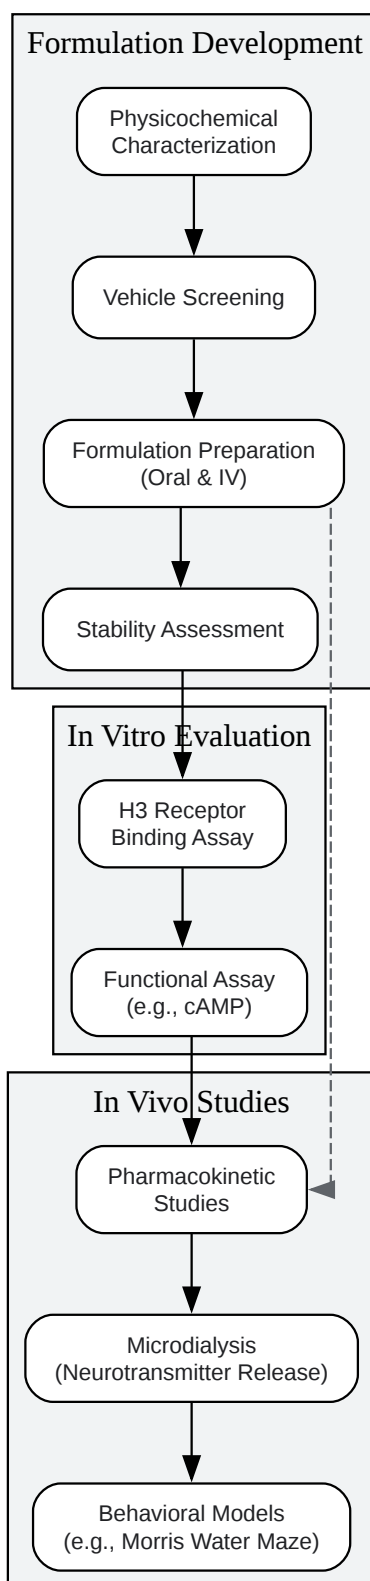 Formulation Development
Physicochemical
Characterization
Vehicle Screening
Formulation Preparation
(Oral & IV)
Stability Assessment
In Vitro Evaluation
H3 Receptor
Binding Assay
Functional Assay
(e.g., cAMP)
In Vivo Studies
Pharmacokinetic
Studies
Microdialysis
(Neurotransmitter Release)
Behavioral Models
(e.g., Morris Water Maze)